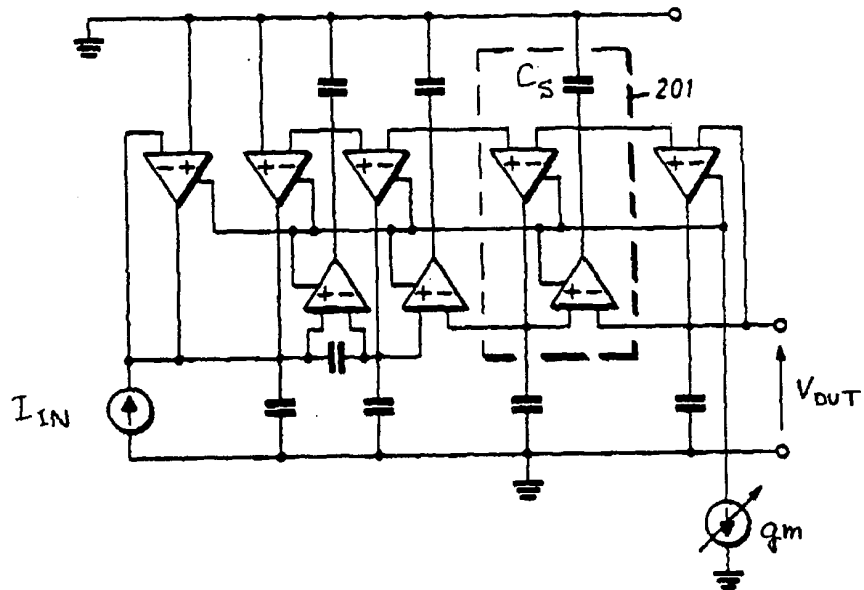 C_S
201
− +
− +
− +
− +
− +
+ −
+ −
+ −
I_IN
V_OUT
gm